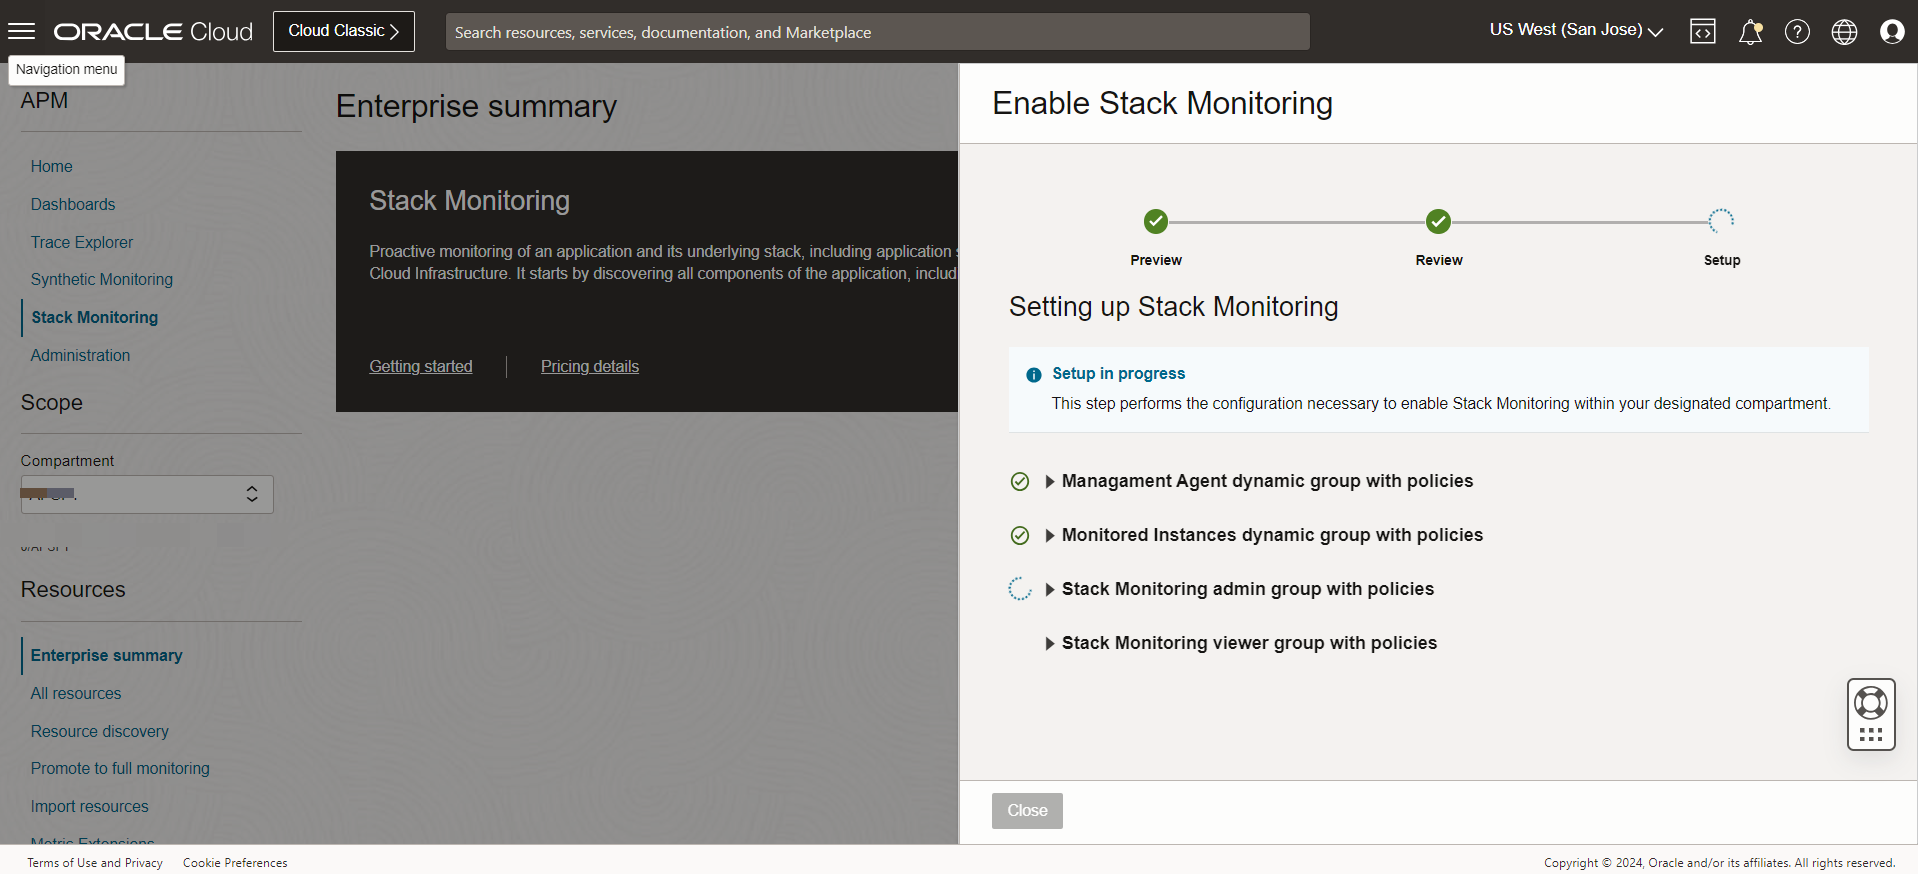 ORACLE Cloud
Cloud Classic
Search resources, services, documentation, and Marketplace
US West (San Jose)
Navigation menu
APM
Home
Dashboards
Trace Explorer
Synthetic Monitoring
Stack Monitoring
Administration
Scope
Compartment
Resources
Enterprise summary
All resources
Resource discovery
Promote to full monitoring
Import resources
Metric Extensions
Enterprise summary
Stack Monitoring
Proactive monitoring of an application and its underlying stack, including application
Cloud Infrastructure. It starts by discovering all components of the application, includ
Getting started
Pricing details
Enable Stack Monitoring
Preview
Review
Setup
Setting up Stack Monitoring
Setup in progress
This step performs the configuration necessary to enable Stack Monitoring within your designated compartment.
Managament Agent dynamic group with policies
Monitored Instances dynamic group with policies
Stack Monitoring admin group with policies
Stack Monitoring viewer group with policies
Close
Terms of Use and Privacy
Cookie Preferences
Copyright © 2024, Oracle and/or its affiliates. All rights reserved.